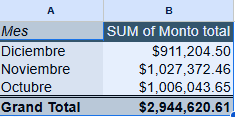 A B
Mes SUM of Monto total
Diciembre $911,204.50
Noviembre $1,027,372.46
Octubre $1,006,043.65
Grand Total $2,944,620.61